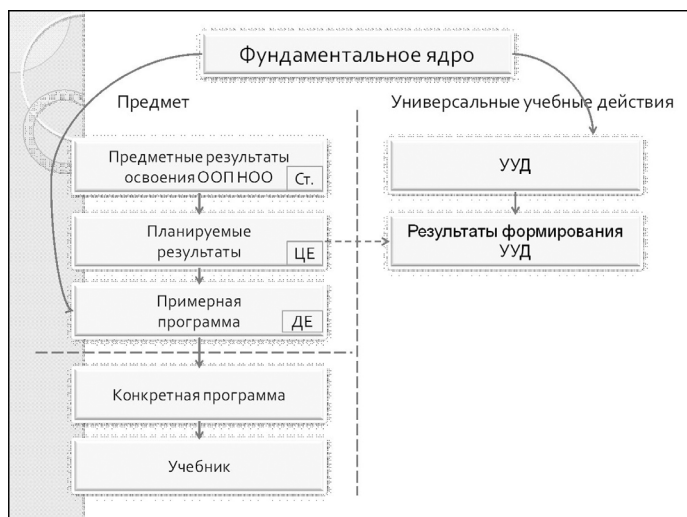 Фундаментальное ядро
Предмет
Универсальные учебные действия
Предметные результаты
освоения ООП НОО
Ст.
УУД
Планируемые
результаты
ЦЕ
Результаты формирования
УУД
Примерная
программа
ДЕ
Конкретная программа
Учебник